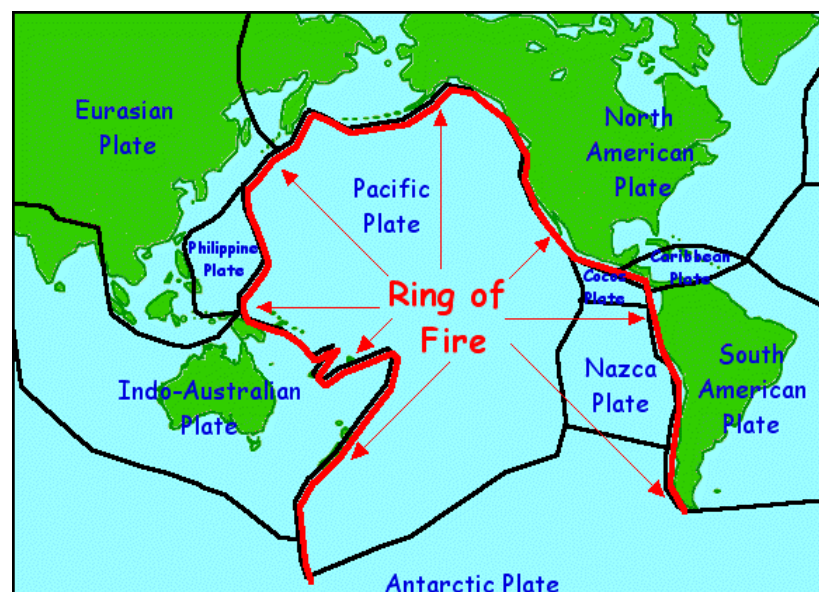 Eurasian
Plate
North
American
Plate
Pacific
Plate
Philippine
Plate
Caribbean
Plate
Cocos
Plate
Ring of
Fire
Indo-Australian
Plate
Nazca
Plate
South
American
Plate
Antarctic Plate